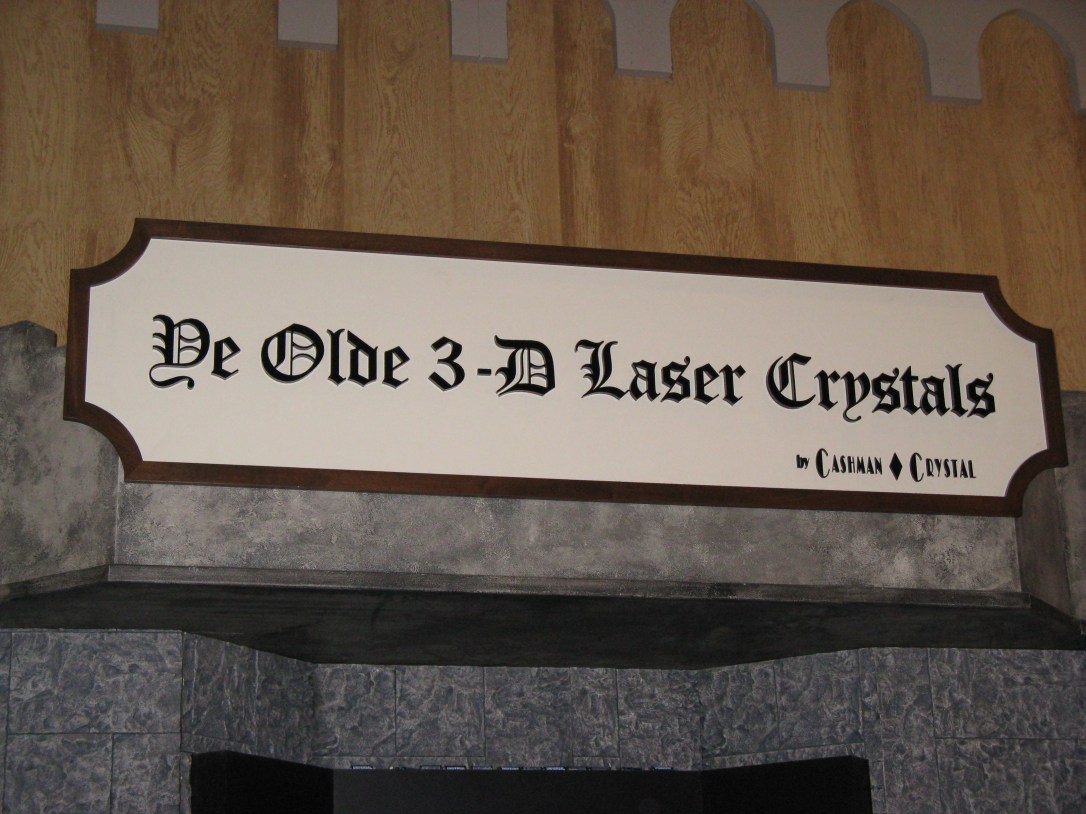 Ye Olde 3-D Laser Crystals
by CASHMAN ♦ CRYSTAL